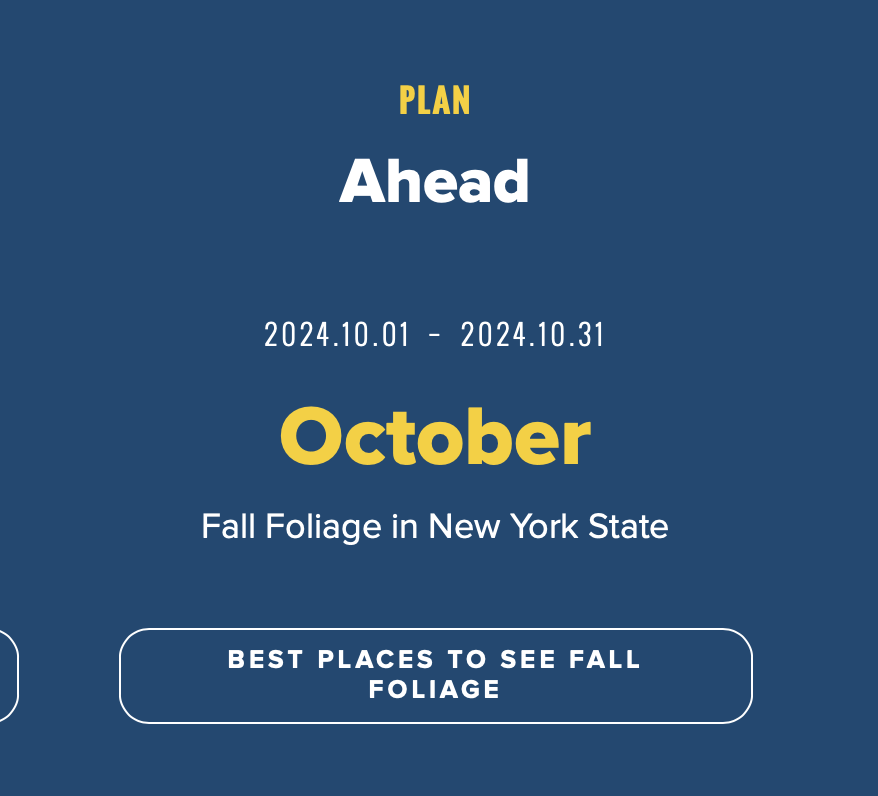 PLAN
Ahead
2024.10.01 – 2024.10.31
October
Fall Foliage in New York State
BEST PLACES TO SEE FALL
FOLIAGE